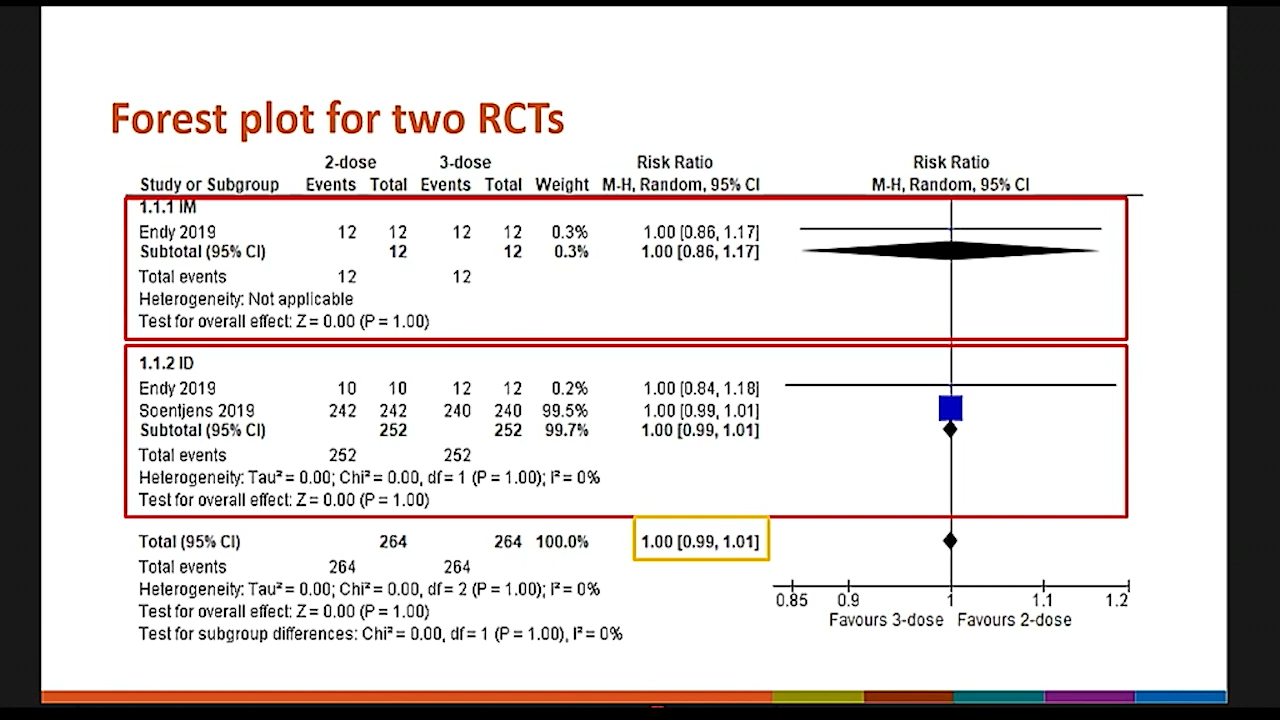 Forest plot for two RCTs
2-dose 3-dose Risk Ratio Risk Ratio
Study or Subgroup Events Total Events Total Weight M-H, Random, 95% CI M-H, Random, 95% CI
1.1.1 IM
Endy 2019 12 12 12 12 0.3% 1.00 [0.86, 1.17]
Subtotal (95% CI) 12 12 0.3% 1.00 [0.86, 1.17]
Total events 12 12
Heterogeneity: Not applicable
Test for overall effect: Z = 0.00 (P = 1.00)
1.1.2 ID
Endy 2019 10 10 12 12 0.2% 1.00 [0.84, 1.18]
Soentjens 2019 242 242 240 240 99.5% 1.00 [0.99, 1.01]
Subtotal (95% CI) 252 252 99.7% 1.00 [0.99, 1.01]
Total events 252 252
Heterogeneity: Tau² = 0.00; Chi² = 0.00, df = 1 (P = 1.00); I² = 0%
Test for overall effect: Z = 0.00 (P = 1.00)
Total (95% CI) 264 264 100.0% 1.00 [0.99, 1.01]
Total events 264 264
Heterogeneity: Tau² = 0.00; Chi² = 0.00, df = 2 (P = 1.00); I² = 0%
Test for overall effect: Z = 0.00 (P = 1.00)
Test for subgroup differences: Chi² = 0.00, df = 1 (P = 1.00), I² = 0%
0.85 0.9 1 1.1 1.2
Favours 3-dose Favours 2-dose